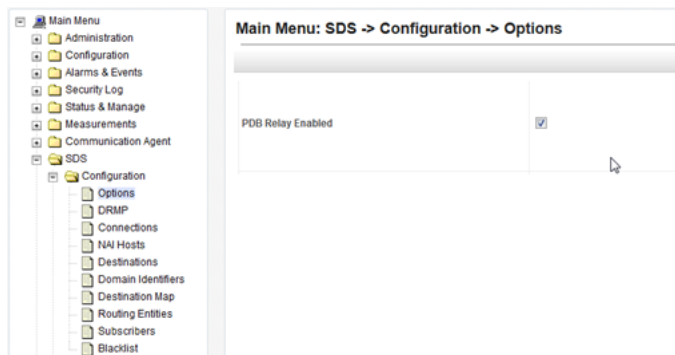 Main Menu
Administration
Configuration
Alarms & Events
Security Log
Status & Manage
Measurements
Communication Agent
SDS
Configuration
Options
DRMP
Connections
NAI Hosts
Destinations
Domain Identifiers
Destination Map
Routing Entities
Subscribers
Blacklist
Main Menu: SDS -> Configuration -> Options
PDB Relay Enabled